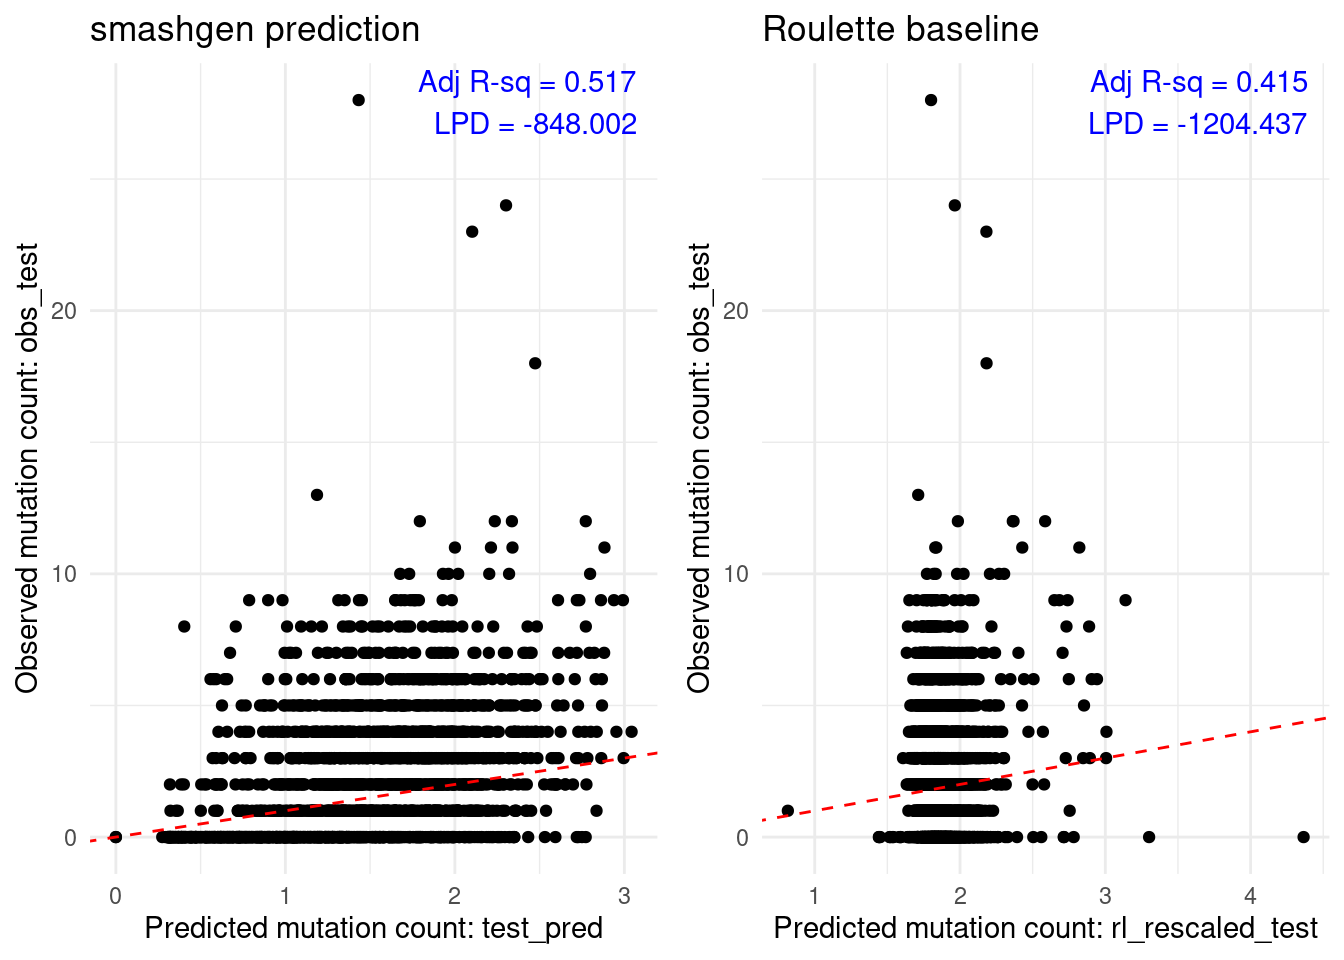 smashgen prediction
Adj R-sq = 0.517
LPD = -848.002
Observed mutation count: obs_test
20
10
0
0
1
2
3
Predicted mutation count: test_pred
Roulette baseline
Adj R-sq = 0.415
LPD = -1204.437
Observed mutation count: obs_test
20
10
0
1
2
3
4
Predicted mutation count: rl_rescaled_test